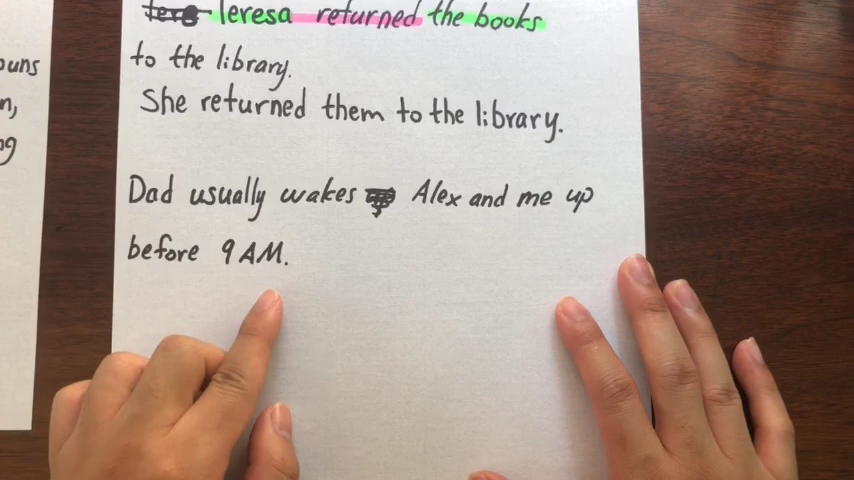 Teresa returned the books
to the library.
She returned them to the library.
Dad usually wakes Alex and me up
before 9 AM.